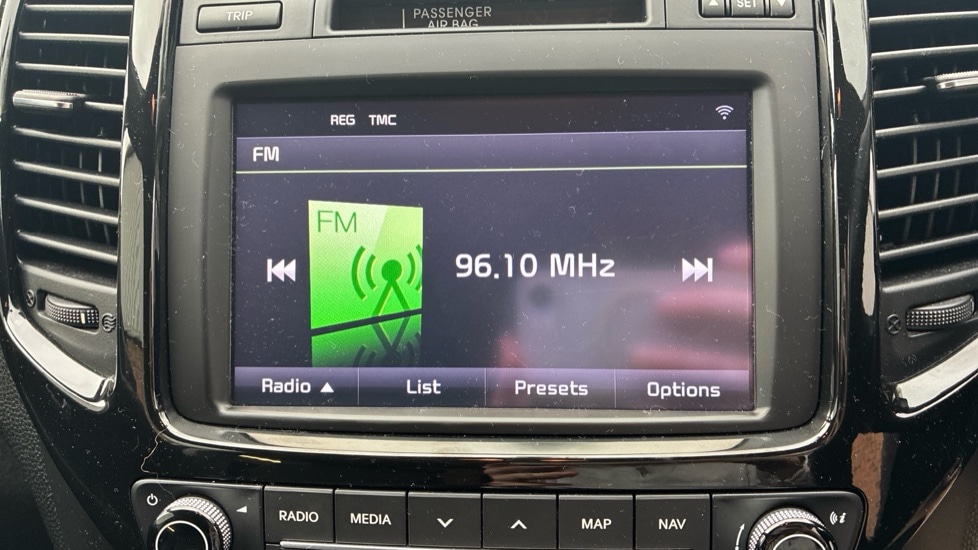 TRIP
PASSENGER
AIR BAG
SET
REG TMC
FM
FM
96.10 MHz
Radio List Presets Options
RADIO MEDIA MAP NAV